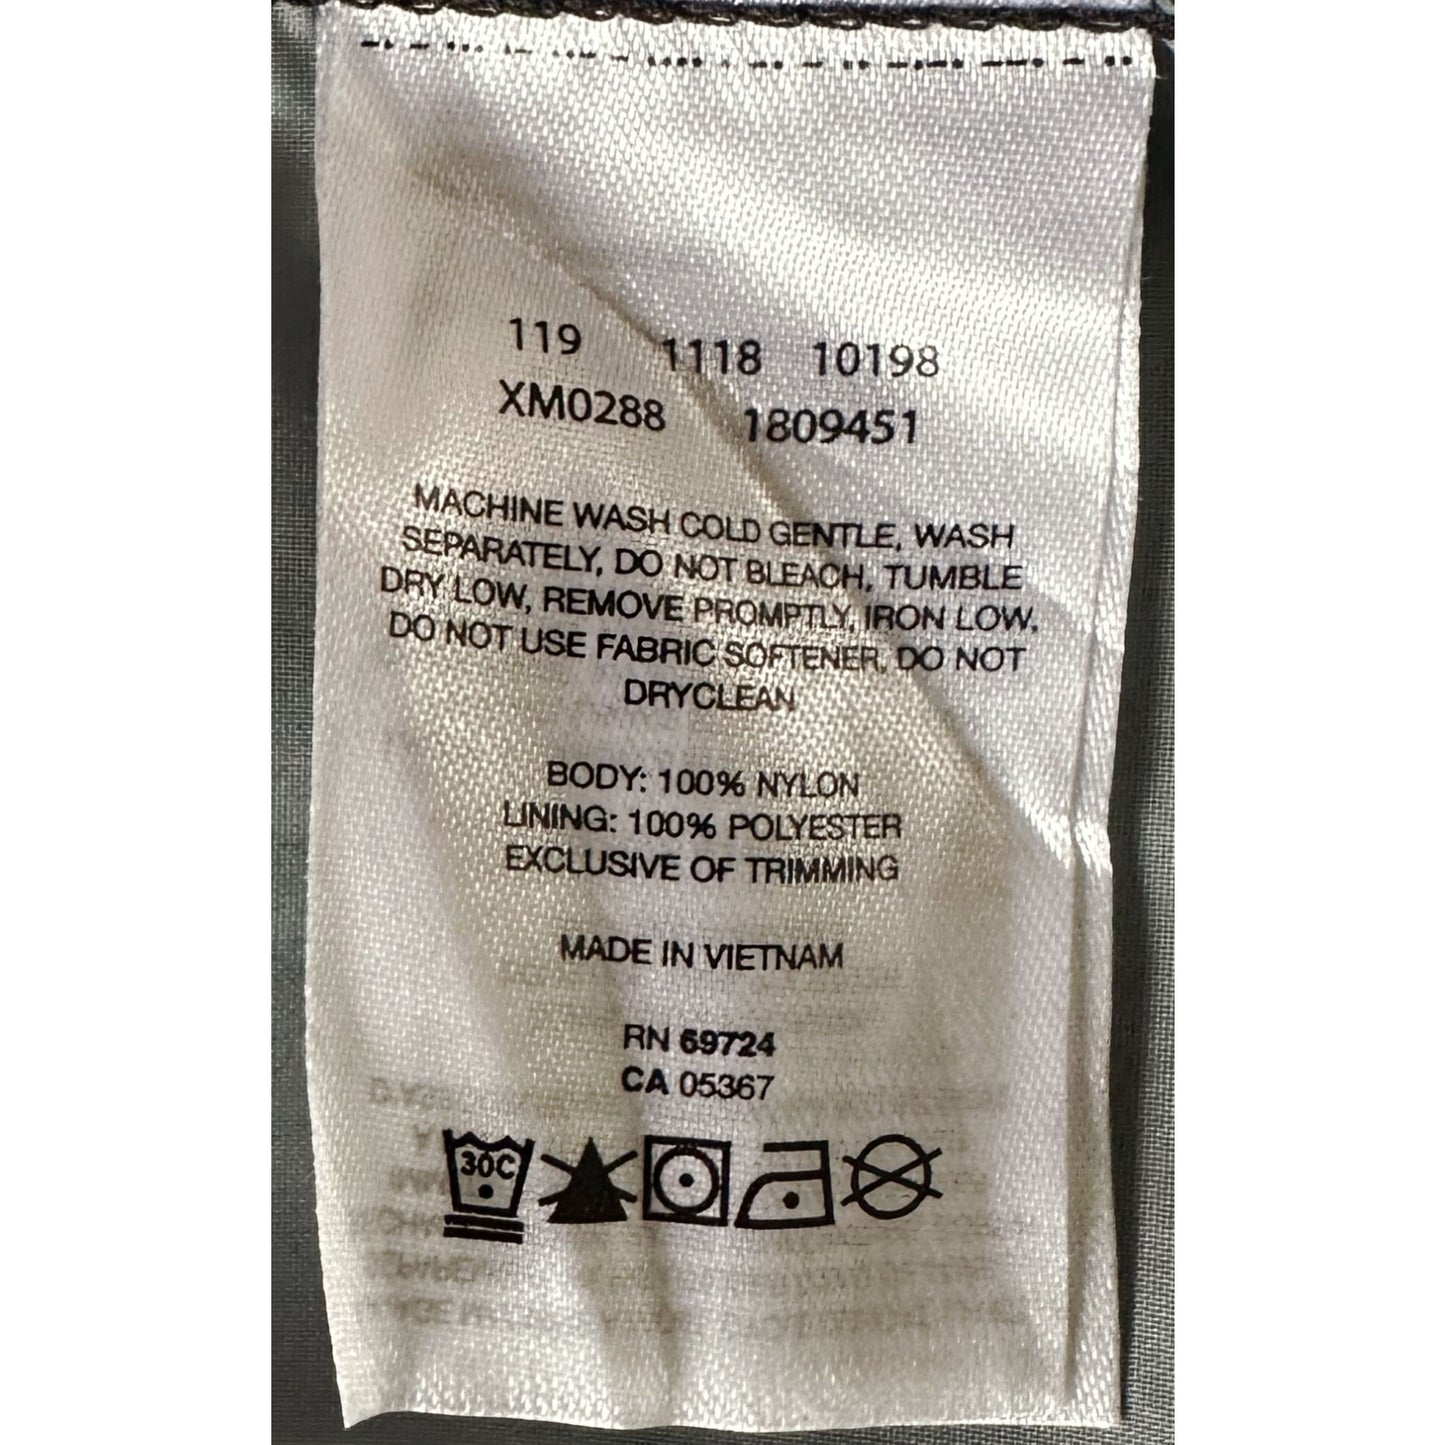 119 1118 10198
XM0288 1809451
MACHINE WASH COLD GENTLE, WASH
SEPARATELY, DO NOT BLEACH, TUMBLE
DRY LOW, REMOVE PROMPTLY, IRON LOW,
DO NOT USE FABRIC SOFTENER, DO NOT
DRYCLEAN
BODY: 100% NYLON
LINING: 100% POLYESTER
EXCLUSIVE OF TRIMMING
MADE IN VIETNAM
RN 69724
CA 05367
30C